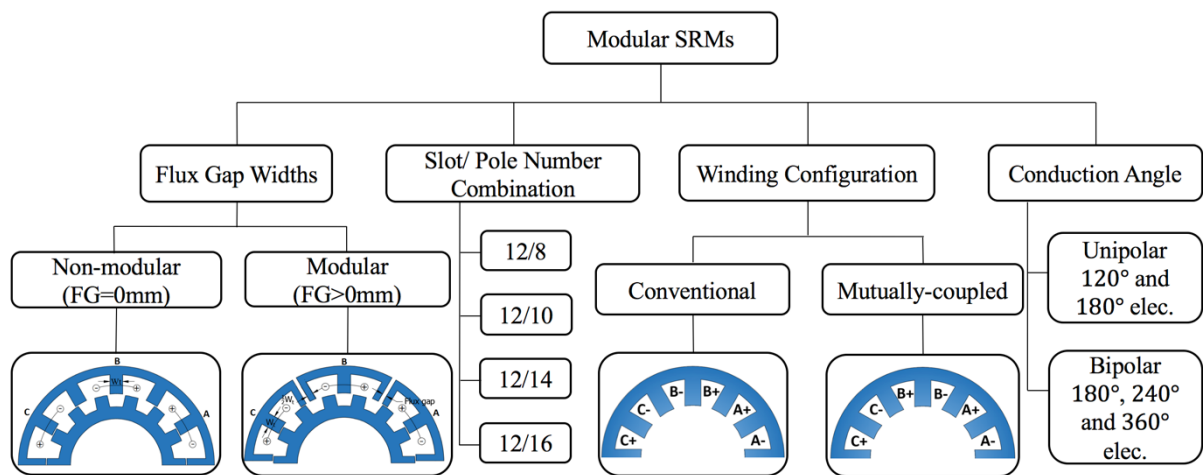 Modular SRMs
Flux Gap Widths
Slot/ Pole Number
Combination
Winding Configuration
Conduction Angle
Non-modular
(FG=0mm)
Modular
(FG>0mm)
12/8
12/10
12/14
12/16
Conventional
Mutually-coupled
Unipolar
120° and
180° elec.
Bipolar
180°, 240°
and 360°
elec.
B
C
A
B
C
A
Flux gap
C+
C-
B-
B+
A+
A-
C+
C-
B+
B-
A+
A-